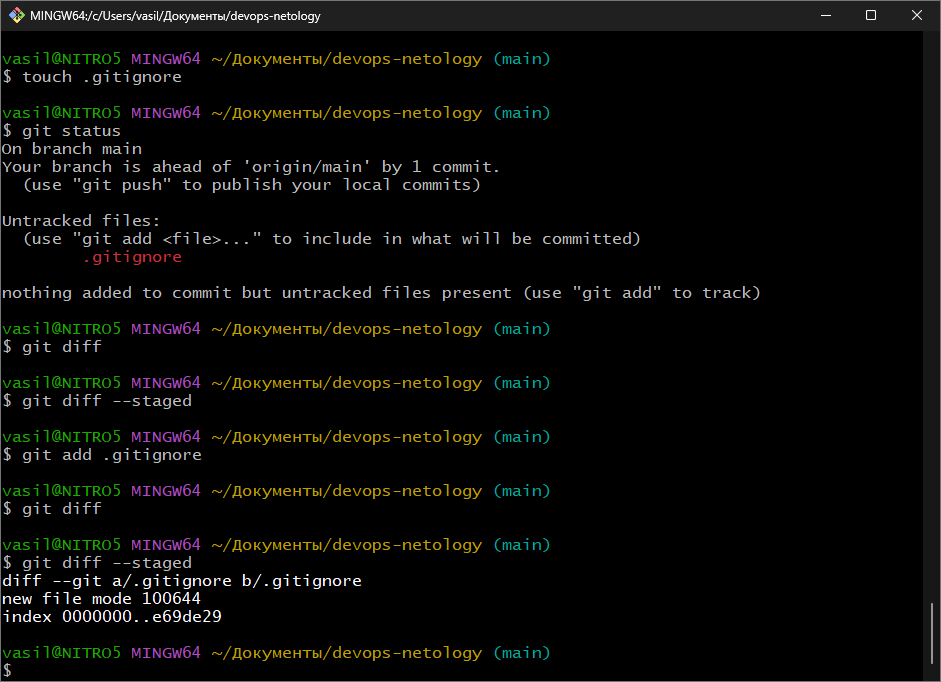 MINGW64:/c/Users/vasil/Документы/devops-netology
vasil@NITRO5 MINGW64 ~/Документы/devops-netology (main)
$ touch .gitignore
vasil@NITRO5 MINGW64 ~/Документы/devops-netology (main)
$ git status
On branch main
Your branch is ahead of 'origin/main' by 1 commit.
  (use "git push" to publish your local commits)
Untracked files:
  (use "git add <file>..." to include in what will be committed)
        .gitignore
nothing added to commit but untracked files present (use "git add" to track)
vasil@NITRO5 MINGW64 ~/Документы/devops-netology (main)
$ git diff
vasil@NITRO5 MINGW64 ~/Документы/devops-netology (main)
$ git diff --staged
vasil@NITRO5 MINGW64 ~/Документы/devops-netology (main)
$ git add .gitignore
vasil@NITRO5 MINGW64 ~/Документы/devops-netology (main)
$ git diff
vasil@NITRO5 MINGW64 ~/Документы/devops-netology (main)
$ git diff --staged
diff --git a/.gitignore b/.gitignore
new file mode 100644
index 0000000..e69de29
vasil@NITRO5 MINGW64 ~/Документы/devops-netology (main)
$